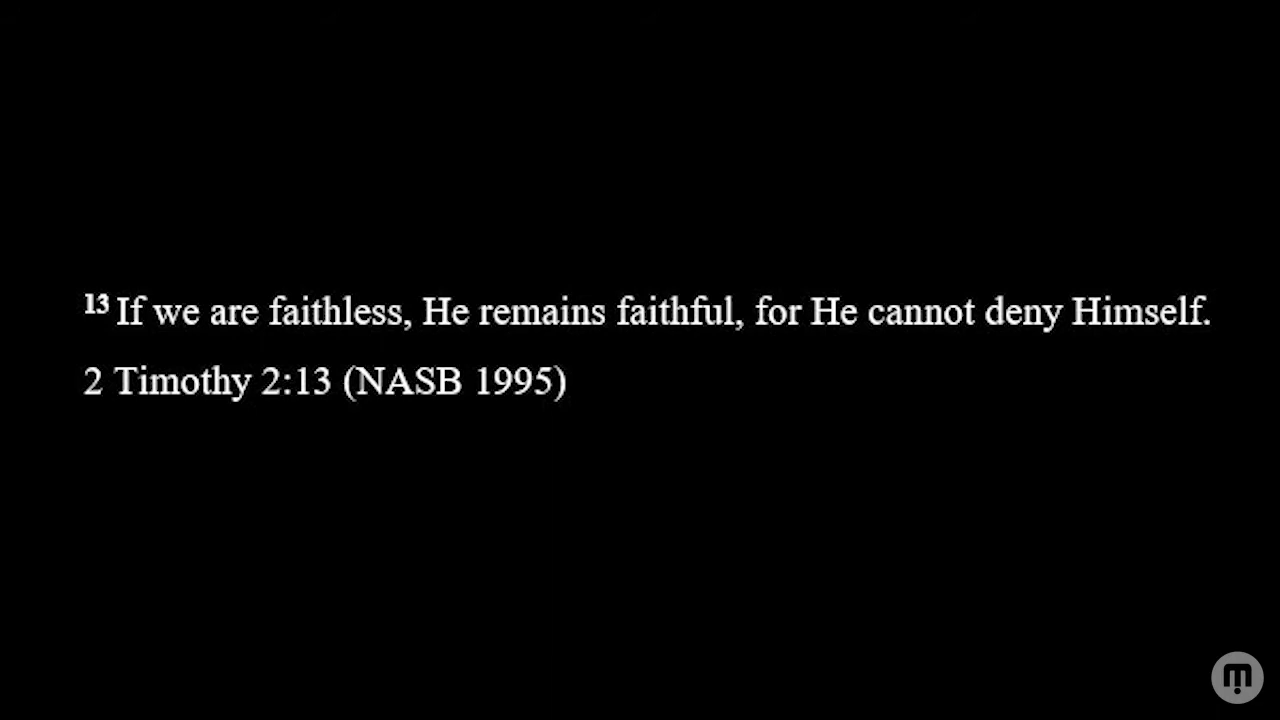 13 If we are faithless, He remains faithful, for He cannot deny Himself.
2 Timothy 2:13 (NASB 1995)